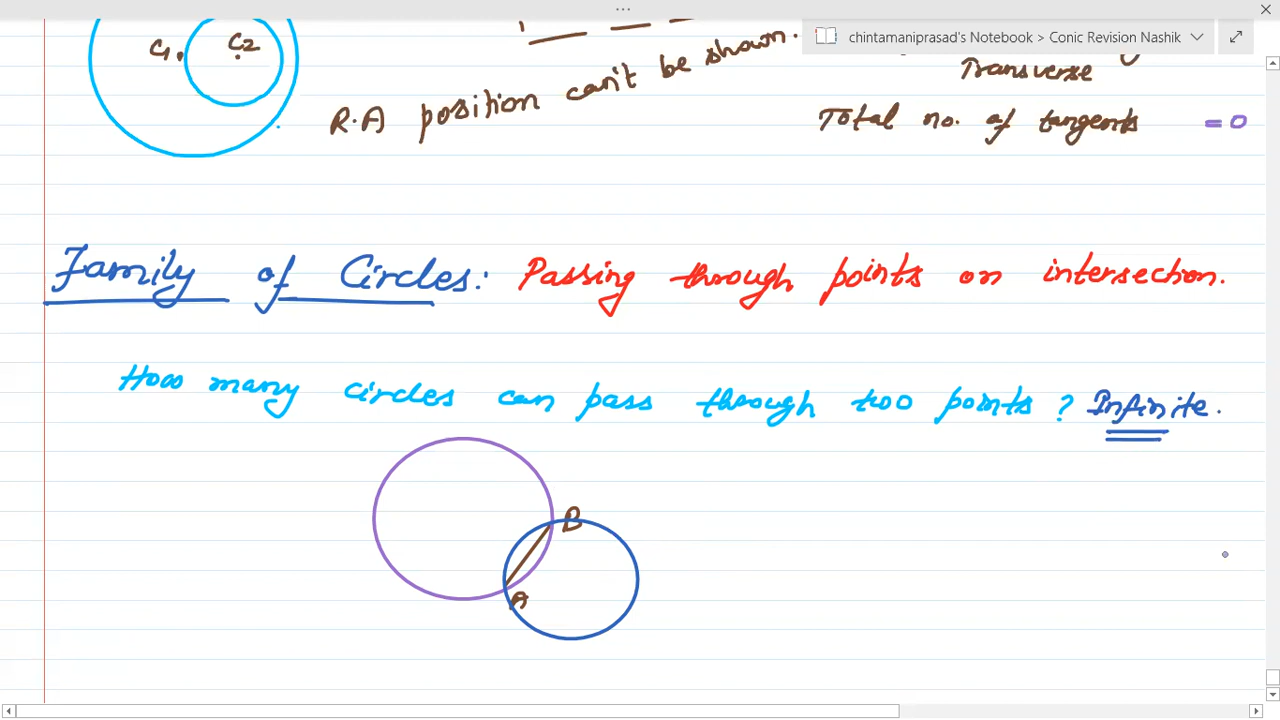 ...
chintamaniprasad's Notebook > Conic Revision Nashik
C1 C2
R.A position can't be shown.
Transverse
Total no. of tangents = 0
Family of Circles: Passing through points on intersection.
How many circles can pass through two points ? Infinite.
B
A